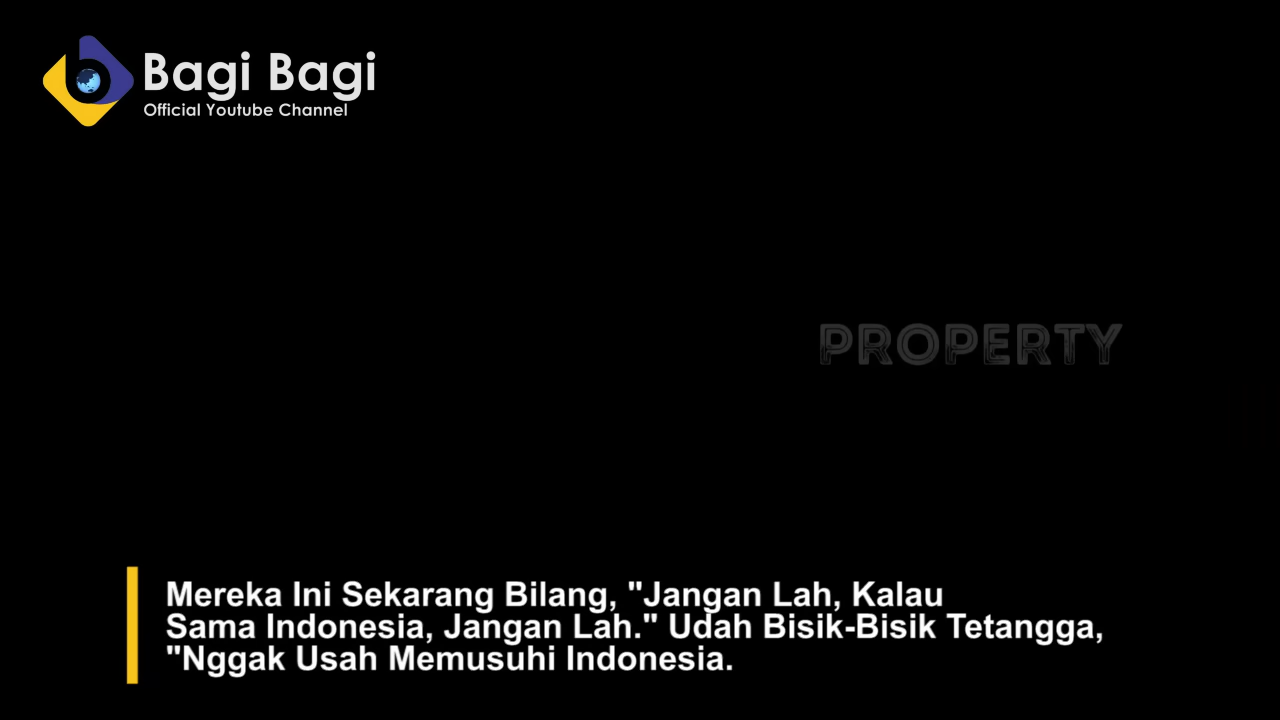 Bagi Bagi
Official Youtube Channel
PROPERTY
Mereka Ini Sekarang Bilang, "Jangan Lah, Kalau
Sama Indonesia, Jangan Lah." Udah Bisik-Bisik Tetangga,
"Nggak Usah Memusuhi Indonesia.